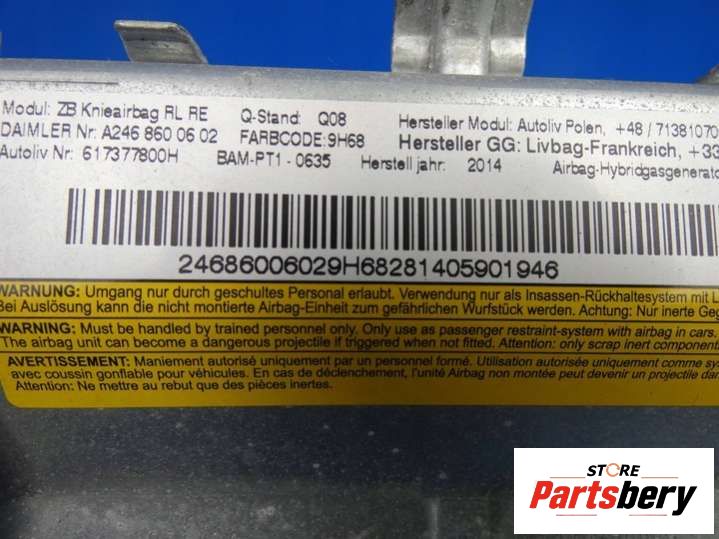 Modul: ZB Knieairbag RL RE Q-Stand: Q08 Hersteller Modul: Autoliv Polen, +48 / 71381070
DAIMLER Nr: A246 860 06 02 FARBCODE:9H68 Hersteller GG: Livbag-Frankreich, +33
Autoliv Nr: 617377800H BAM-PT1 - 0635 Herstell jahr: 2014 Airbag-Hybridgasgenerator
24686006029H68281405901946
WARNUNG: Umgang nur durch geschultes Personal erlaubt. Verwendung nur als Insassen-Rückhaltesystem mit L
Bei Auslösung kann die nicht montierte Airbag-Einheit zum gefährlichen Wurfstück werden. Achtung: Nur inerte Gege
WARNING: Must be handled by trained personnel only. Only use as passenger restraint-system with airbag in cars.
The airbag unit can become a dangerous projectile if triggered when not fitted. Attention: only scrap inert component
AVERTISSEMENT: Maniement autorisé uniquement par un personnel formé. Utilisation autorisée uniquement comme sy
avec coussin gonflable pour véhicules. En cas de déclenchement, l'unité Airbag non montée peut devenir un projectile da
Attention: Ne mettre au rebut que des pièces inertes.
STORE
Partsbery